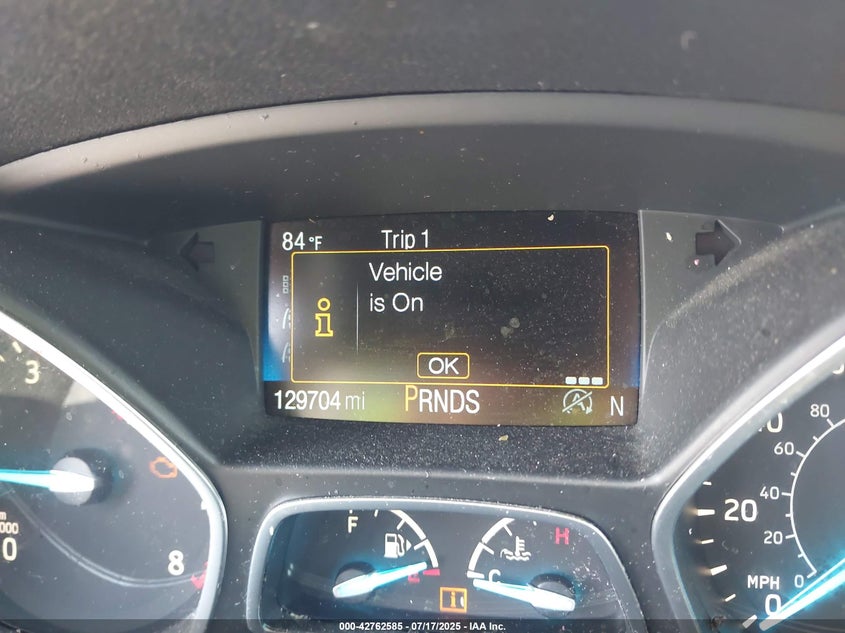 84°F Trip 1
Vehicle
is On
OK
129704 mi PRNDS N
3
8
0
F
E
H
C
20
80
60
40
20
0
MPH
0
000-42762585 - 07/17/2025 - IAA Inc.